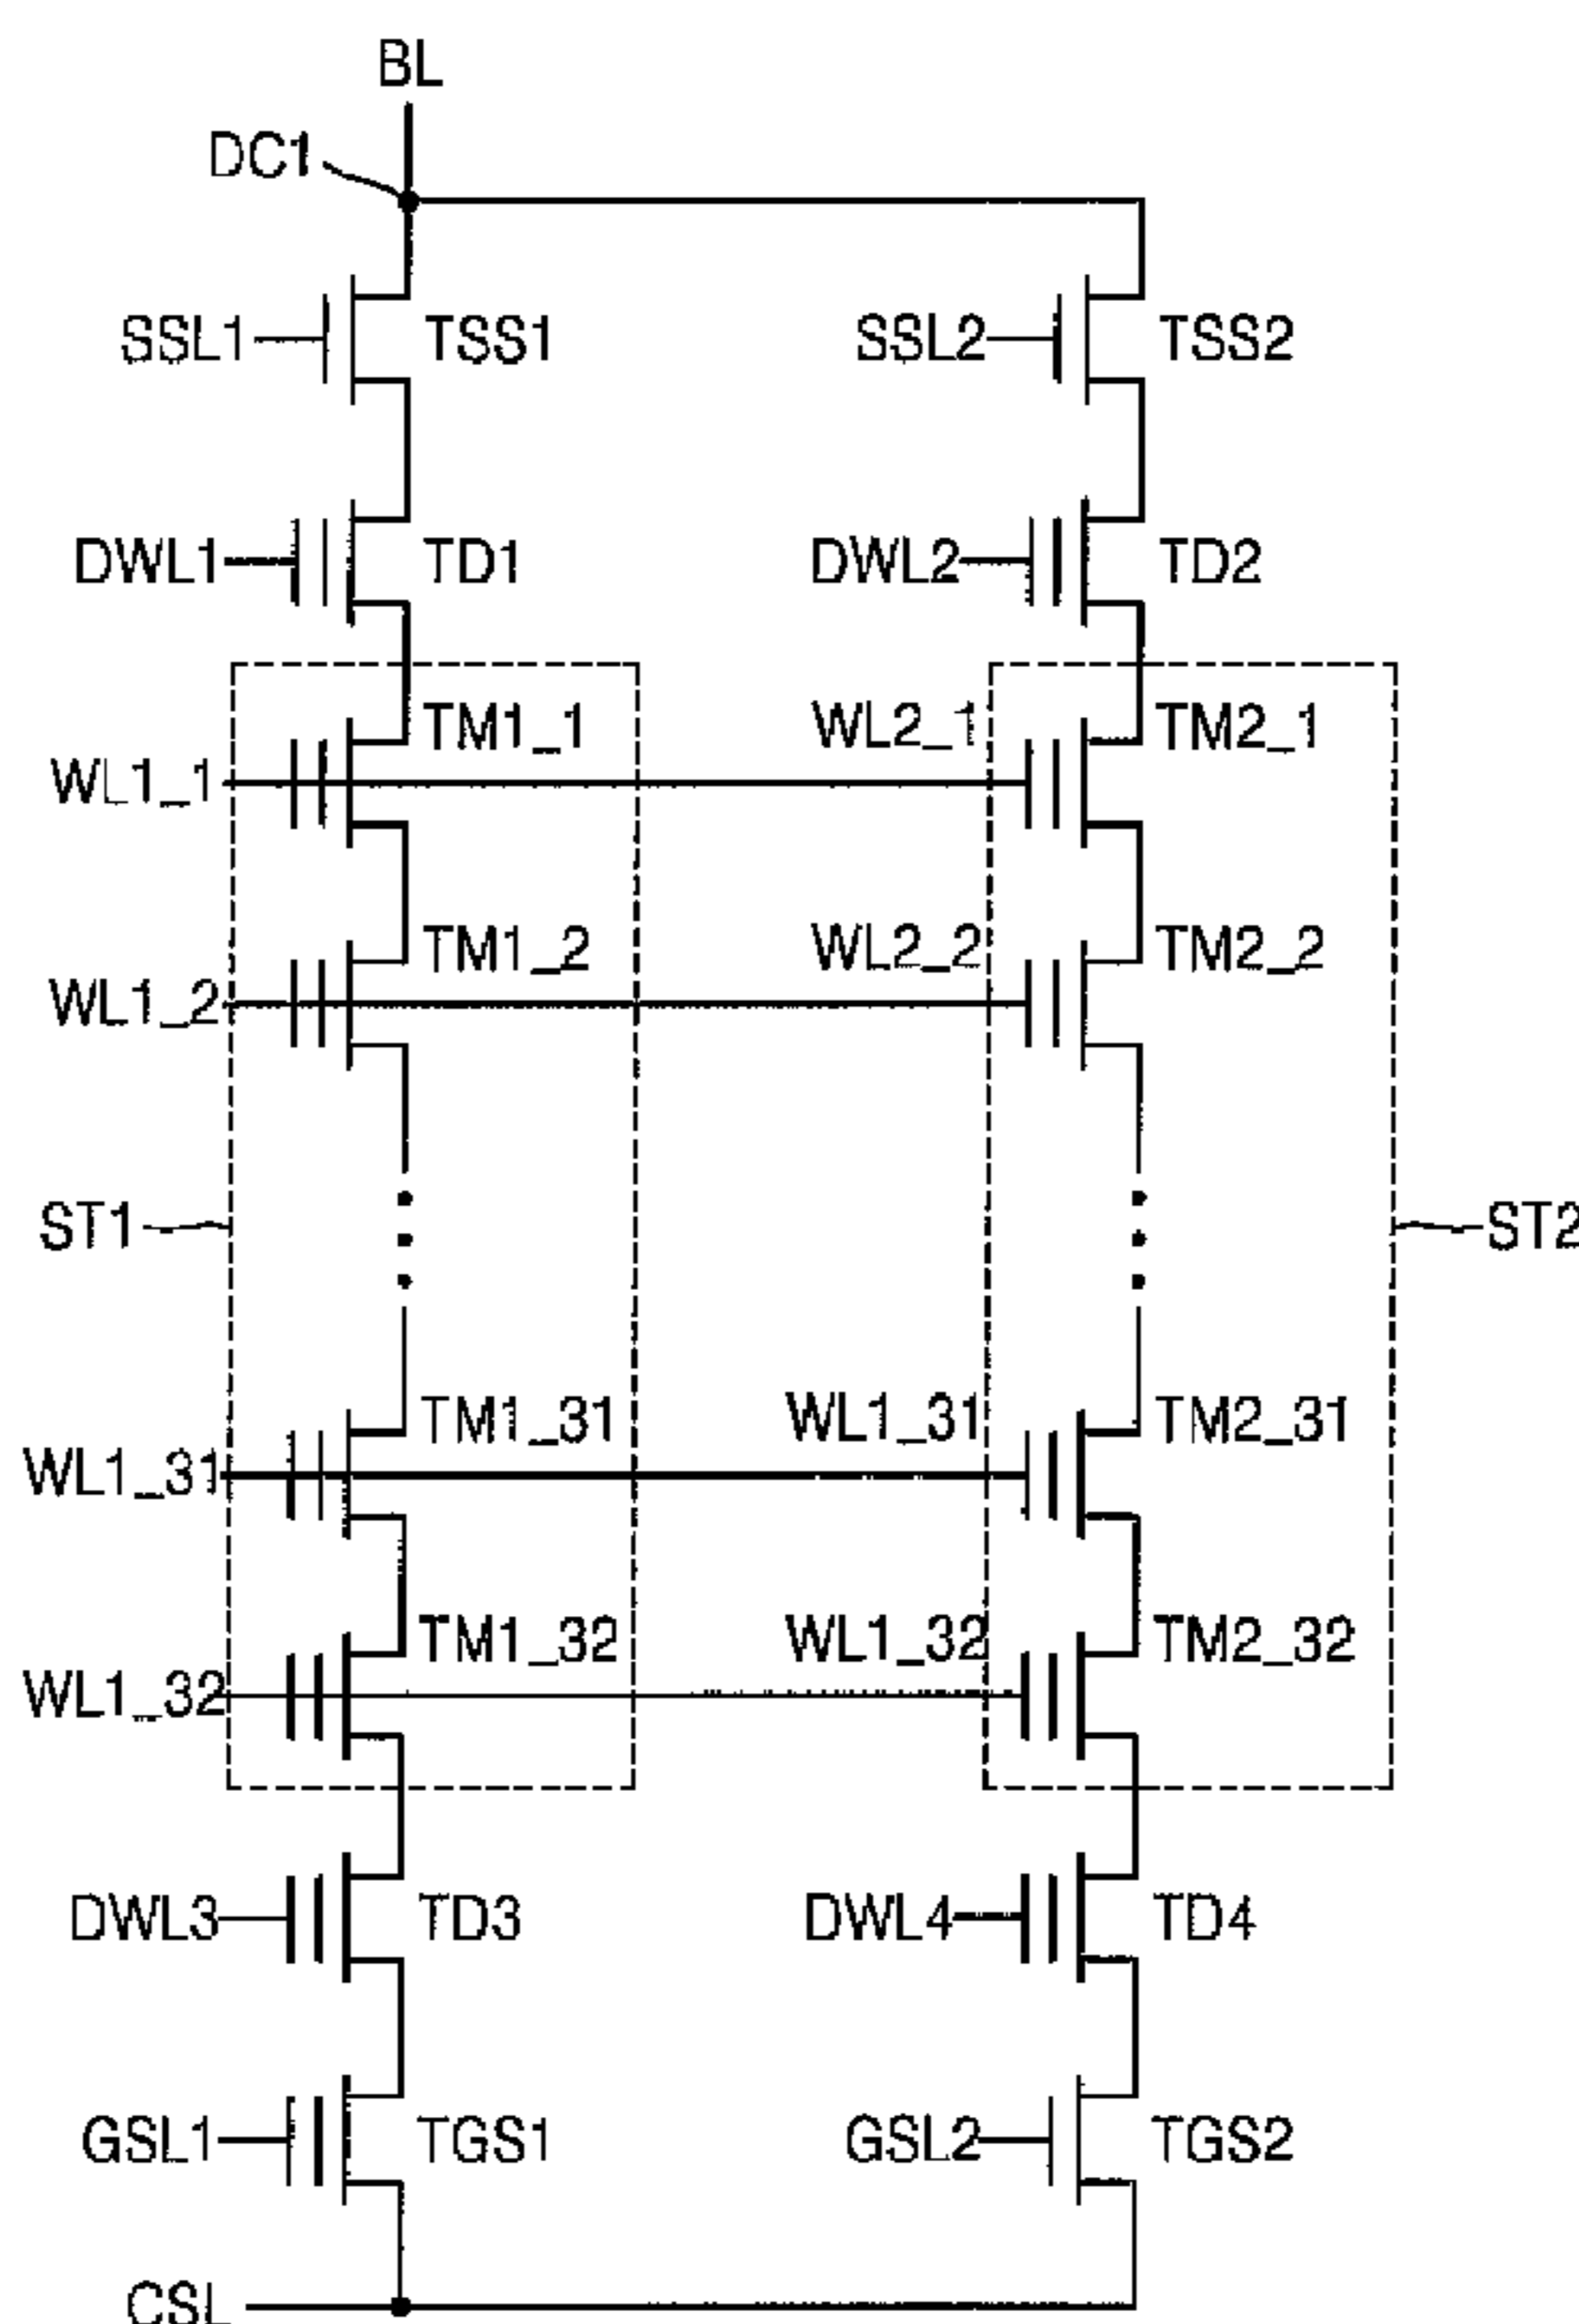 BL
DC1
SSL1 TSS1 SSL2 TSS2
DWL1 TD1 DWL2 TD2
TM1_1 WL2_1 TM2_1
WL1_1
TM1_2 WL2_2 TM2_2
WL1_2
ST1 ST2
TM1_31 WL1_31 TM2_31
WL1_31
TM1_32 WL1_32 TM2_32
WL1_32
DWL3 TD3 DWL4 TD4
GSL1 TGS1 GSL2 TGS2
CSL